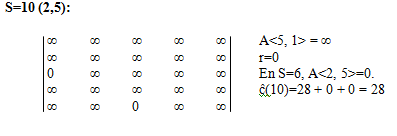 S=10 (2,5):
∞ ∞ ∞ ∞ ∞ A<5, 1> = ∞
∞ ∞ ∞ ∞ ∞ r=0
0 ∞ ∞ ∞ ∞ En S=6, A<2, 5>=0.
∞ ∞ ∞ ∞ ∞ ĉ(10)=28 + 0 + 0 = 28
∞ ∞ 0 ∞ ∞